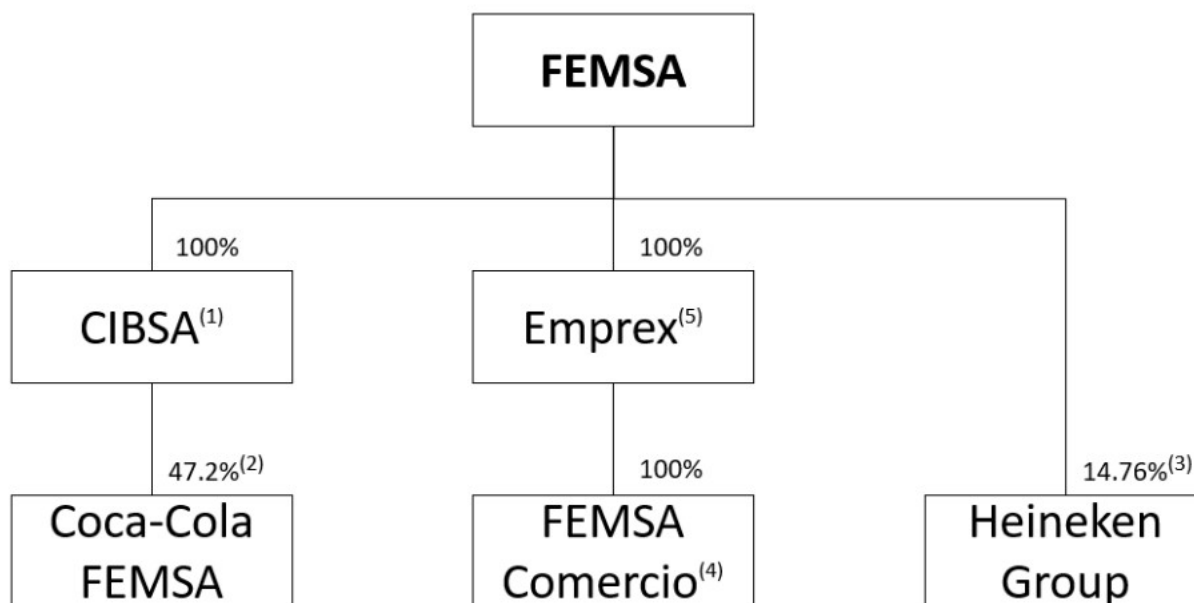 FEMSA
100%
100%
CIBSA(1)
Emprex(5)
47.2%(2)
100%
14.76%(3)
Coca-Cola
FEMSA
FEMSA
Comercio(4)
Heineken
Group